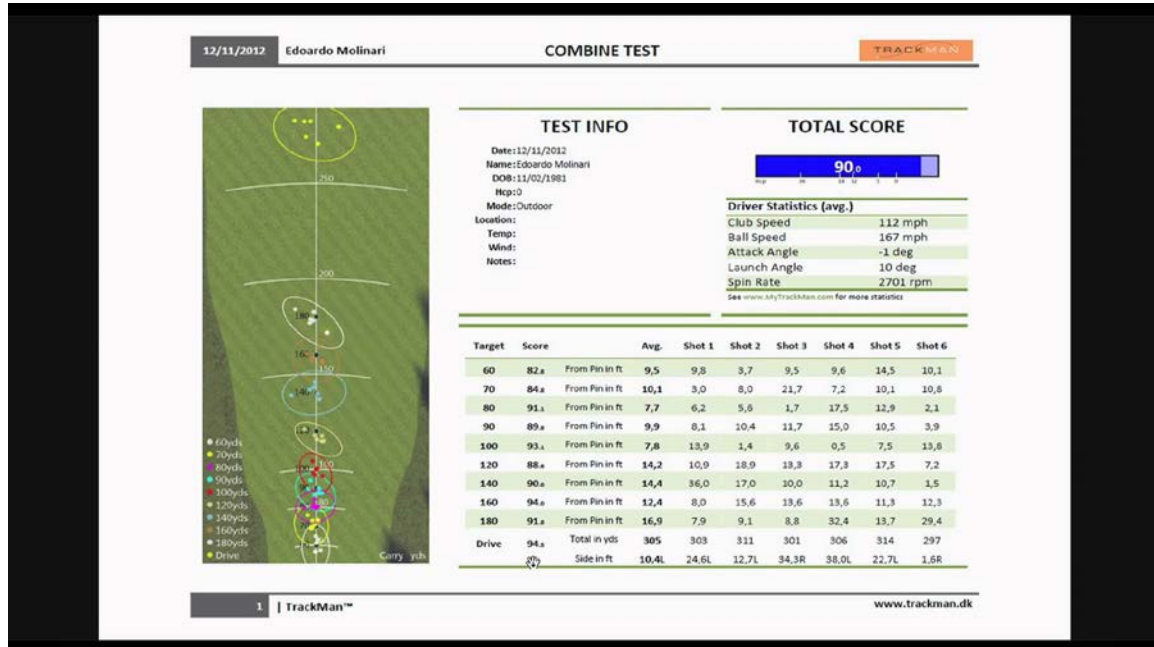 12/11/2012 Edoardo Molinari COMBINE TEST TRACKMAN
TEST INFO
Date: 12/11/2012
Name: Edoardo Molinari
DOB: 11/02/1981
Hcp: 0
Mode: Outdoor
Location:
Temp:
Wind:
Notes:
TOTAL SCORE
90,0
Hcp
Driver Statistics (avg.)
Club Speed 112 mph
Ball Speed 167 mph
Attack Angle -1 deg
Launch Angle 10 deg
Spin Rate 2701 rpm
See www.MyTrackMan.com for more statistics
250
200
180
160
150
140
60yds
70yds
80yds
90yds
100yds
120yds
140yds
160yds
180yds
Drive
Carry yds
Target Score Avg. Shot 1 Shot 2 Shot 3 Shot 4 Shot 5 Shot 6
60 82 From Pin in ft 9,5 9,8 3,7 9,5 9,6 14,5 10,1
70 84 From Pin in ft 10,1 3,0 8,0 21,7 7,2 10,1 10,8
80 91 From Pin in ft 7,7 6,2 5,6 1,7 17,5 12,9 2,1
90 89 From Pin in ft 9,9 8,1 10,4 11,7 15,0 10,5 3,9
100 93 From Pin in ft 7,8 13,9 1,4 9,6 0,5 7,5 13,8
120 88 From Pin in ft 14,2 10,9 18,9 13,3 17,3 17,5 7,2
140 90 From Pin in ft 14,4 36,0 17,0 10,0 11,2 10,7 1,5
160 94 From Pin in ft 12,4 8,0 15,6 13,6 13,6 11,3 12,3
180 91 From Pin in ft 16,9 7,9 9,1 8,8 32,4 13,7 29,4
Drive 94 Total in yds 305 303 311 301 306 314 297
Side in ft 10,4L 24,6L 12,7L 34,3R 38,0L 22,7L 1,6R
1 | TrackMan™ www.trackman.dk